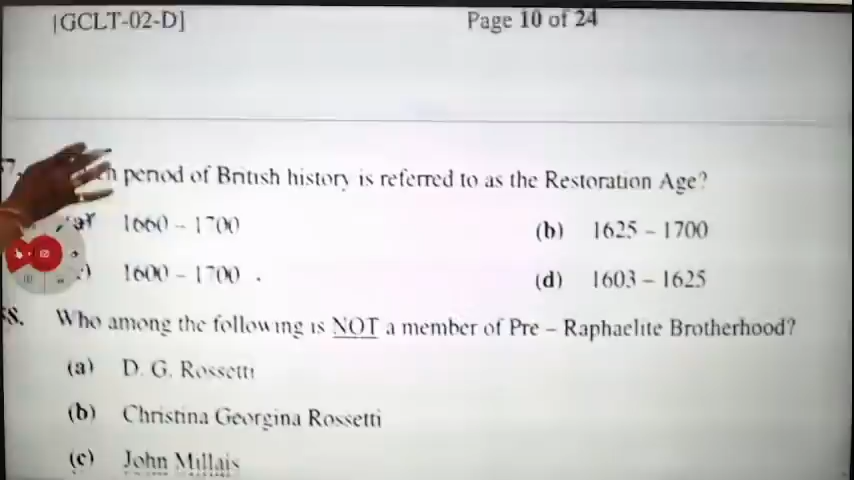 [GCLT-02-D] Page 10 of 24
period of British history is referred to as the Restoration Age?
1660 – 1700 (b) 1625 – 1700
1600 – 1700 . (d) 1603 – 1625
8. Who among the following is NOT a member of Pre – Raphaelite Brotherhood?
(a) D. G. Rossetti
(b) Christina Georgina Rossetti
(c) John Millais